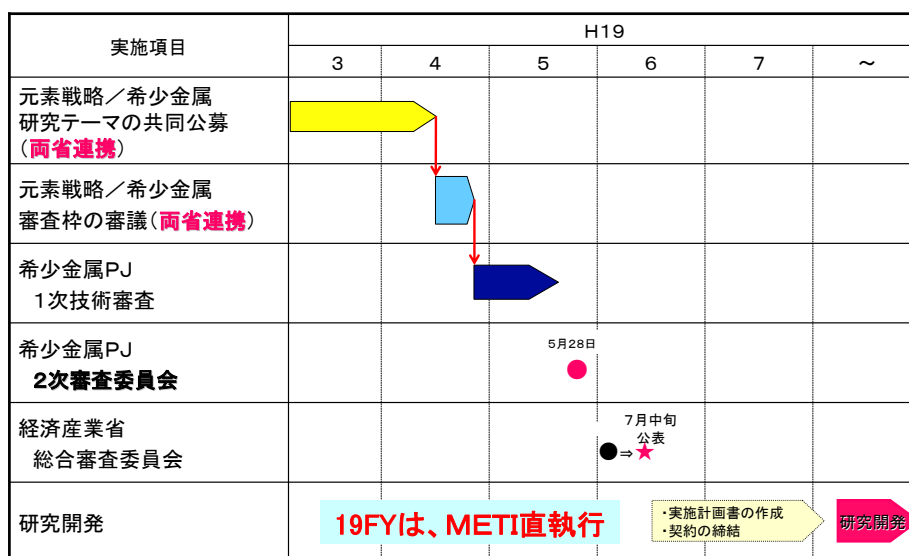 実施項目
H19
3 4 5 6 7 ~
元素戦略/希少金属
研究テーマの共同公募
(両省連携)
元素戦略/希少金属
審査枠の審議(両省連携)
希少金属PJ
1次技術審査
希少金属PJ
2次審査委員会
5月28日
経済産業省
総合審査委員会
7月中旬
公表
⇒
研究開発
19FYは、METI直執行
・実施計画書の作成
・契約の締結
研究開発